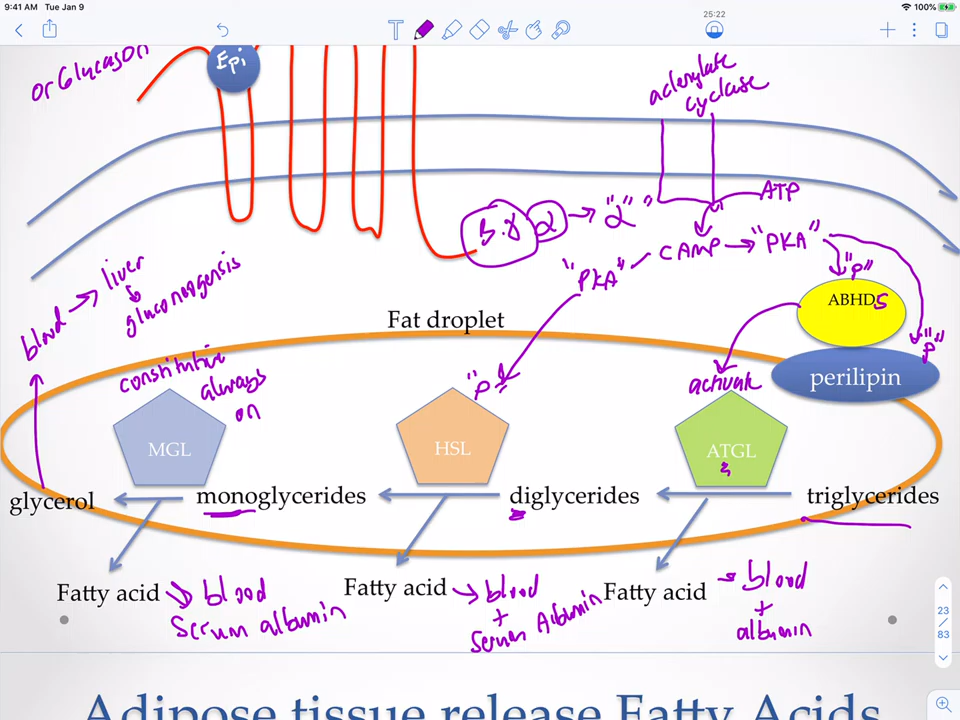 9:41 AM Tue Jan 9
100%
25:22
T
or Glucagon
Epi
adenylate
cyclase
ATP
β.γ α → "α"
cAMP → "PKA"
"PKA"
"P"
ABHD5
"P"
perilipin
blood → liver
gluconeogensis
Fat droplet
constitutive
always
on
"P"
activate
MGL
HSL
ATGL
glycerol
monoglycerides
diglycerides
triglycerides
Fatty acid
blood
Serum albumin
Fatty acid
blood
+
Serum Albumin
Fatty acid
blood
+
albumin
23
/
83
Adipose tissue release Fatty Acids